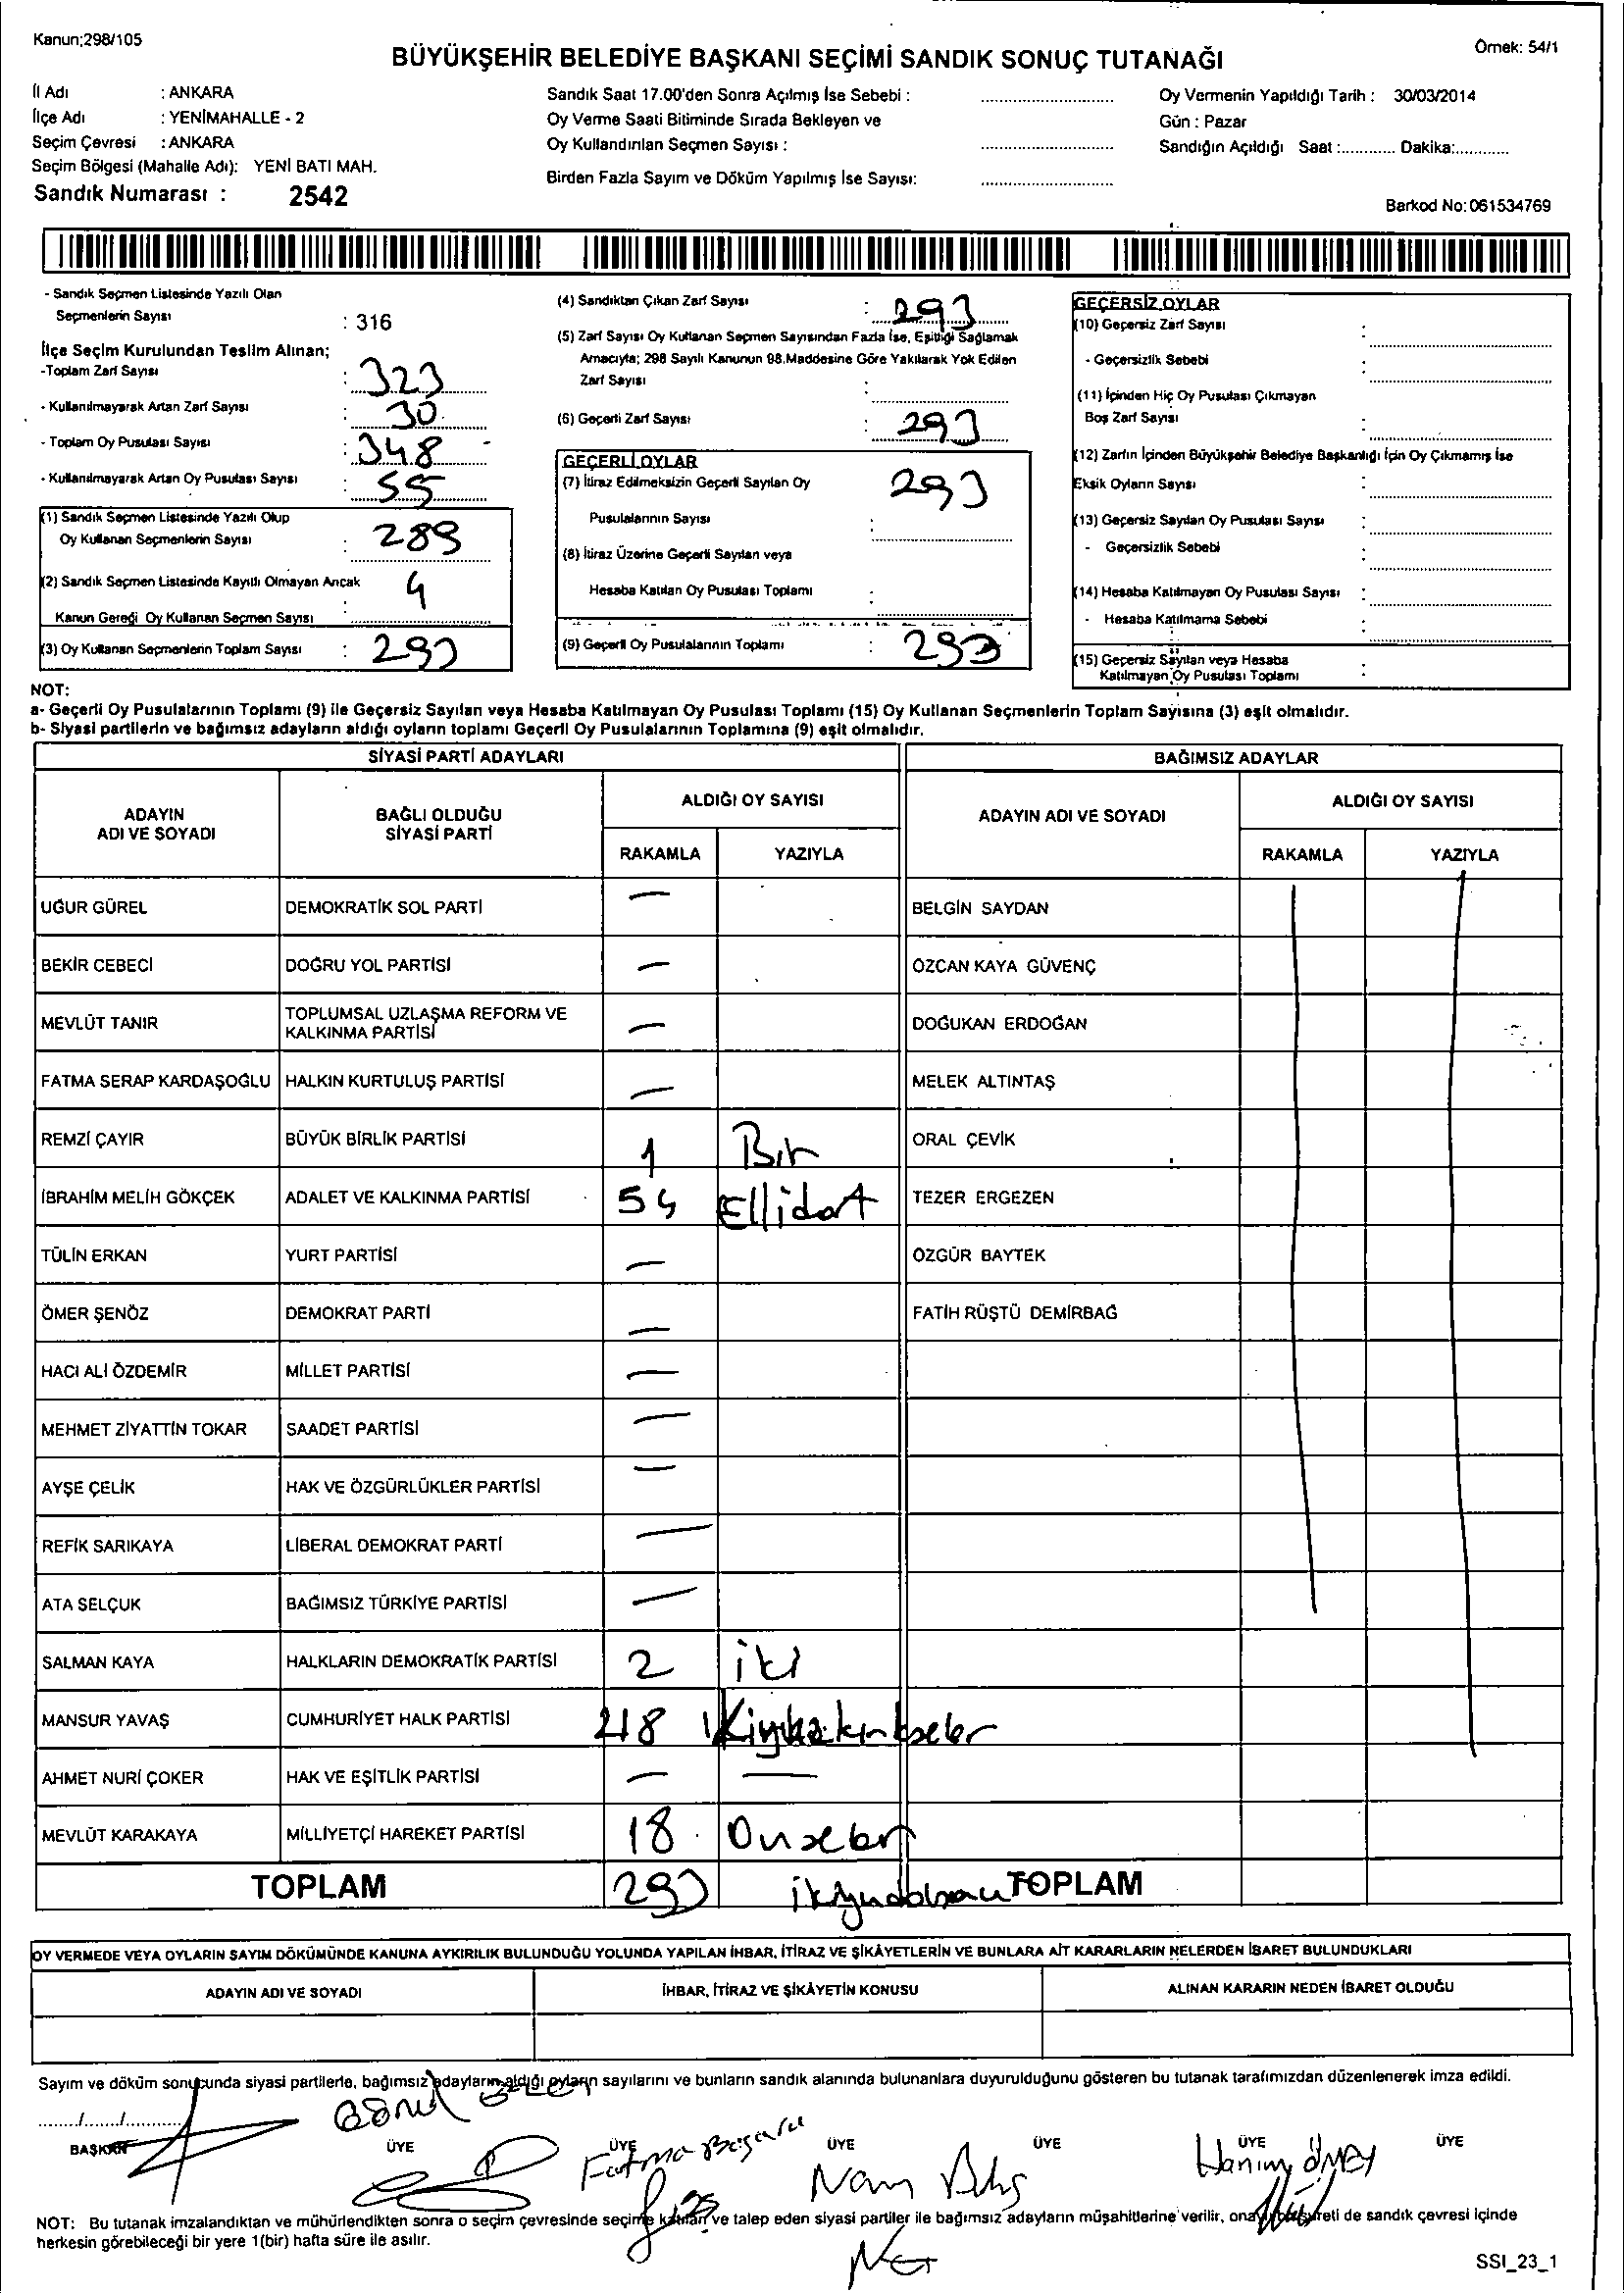 Kanun;298/105
Örnek: 54/1
BÜYÜKŞEHİR BELEDİYE BAŞKANI SEÇİMİ SANDIK SONUÇ TUTANAĞI
İl Adı : ANKARA
İlçe Adı : YENİMAHALLE - 2
Seçim Çevresi : ANKARA
Seçim Bölgesi (Mahalle Adı): YENİ BATI MAH.
Sandık Numarası : 2542
Sandık Saat 17.00'den Sonra Açılmış İse Sebebi :
Oy Verme Saati Bitiminde Sırada Bekleyen ve
Oy Kullandırılan Seçmen Sayısı :
Birden Fazla Sayım ve Döküm Yapılmış İse Sayısı:
Oy Vermenin Yapıldığı Tarih : 30/03/2014
Gün : Pazar
Sandığın Açıldığı Saat :............ Dakika:............
Barkod No:061534769
- Sandık Seçmen Listesinde Yazılı Olan
Seçmenlerin Sayısı : 316
İlçe Seçim Kurulundan Teslim Alınan;
-Toplam Zarf Sayısı : 323
- Kullanılmayarak Artan Zarf Sayısı : 30
- Toplam Oy Pusulası Sayısı : 348
- Kullanılmayarak Artan Oy Pusulası Sayısı : 55
(1) Sandık Seçmen Listesinde Yazılı Olup
Oy Kullanan Seçmenlerin Sayısı : 289
(2) Sandık Seçmen Listesinde Kayıtlı Olmayan Ancak
Kanun Gereği Oy Kullanan Seçmen Sayısı : 4
(3) Oy Kullanan Seçmenlerin Toplam Sayısı : 293
(4) Sandıktan Çıkan Zarf Sayısı : 293
(5) Zarf Sayısı Oy Kullanan Seçmen Sayısından Fazla İse, Eşitliği Sağlamak
Amacıyla; 298 Sayılı Kanunun 98.Maddesine Göre Yakılarak Yok Edilen
Zarf Sayısı :
(6) Geçerli Zarf Sayısı : 293
GEÇERLİ OYLAR
(7) İtiraz Edilmeksizin Geçerli Sayılan Oy
Pusulalarının Sayısı : 293
(8) İtiraz Üzerine Geçerli Sayılan veya
Hesaba Katılan Oy Pusulası Toplamı :
(9) Geçerli Oy Pusulalarının Toplamı : 293
GEÇERSİZ OYLAR
(10) Geçersiz Zarf Sayısı :
- Geçersizlik Sebebi :
(11) İçinden Hiç Oy Pusulası Çıkmayan
Boş Zarf Sayısı :
(12) Zarfın İçinden Büyükşehir Belediye Başkanlığı İçin Oy Çıkmamış İse
Eksik Oyların Sayısı :
(13) Geçersiz Sayılan Oy Pusulası Sayısı :
- Geçersizlik Sebebi :
(14) Hesaba Katılmayan Oy Pusulası Sayısı :
- Hesaba Katılmama Sebebi :
(15) Geçersiz Sayılan veya Hesaba
Katılmayan Oy Pusulası Toplamı :
NOT:
a- Geçerli Oy Pusulalarının Toplamı (9) ile Geçersiz Sayılan veya Hesaba Katılmayan Oy Pusulası Toplamı (15) Oy Kullanan Seçmenlerin Toplam Sayısına (3) eşit olmalıdır.
b- Siyasi partilerin ve bağımsız adayların aldığı oyların toplamı Geçerli Oy Pusulalarının Toplamına (9) eşit olmalıdır.
SİYASİ PARTİ ADAYLARI
ADAYIN ADI VE SOYADI
BAĞLI OLDUĞU SİYASİ PARTİ
ALDIĞI OY SAYISI
RAKAMLA YAZIYLA
UĞUR GÜREL DEMOKRATİK SOL PARTİ —
BEKİR CEBECİ DOĞRU YOL PARTİSİ —
MEVLÜT TANIR TOPLUMSAL UZLAŞMA REFORM VE KALKINMA PARTİSİ —
FATMA SERAP KARDAŞOĞLU HALKIN KURTULUŞ PARTİSİ —
REMZİ ÇAYIR BÜYÜK BİRLİK PARTİSİ 1 Bir
İBRAHİM MELİH GÖKÇEK ADALET VE KALKINMA PARTİSİ 54 Ellidört
TÜLİN ERKAN YURT PARTİSİ —
ÖMER ŞENÖZ DEMOKRAT PARTİ —
HACI ALİ ÖZDEMİR MİLLET PARTİSİ —
MEHMET ZİYATTİN TOKAR SAADET PARTİSİ —
AYŞE ÇELİK HAK VE ÖZGÜRLÜKLER PARTİSİ —
REFİK SARIKAYA LİBERAL DEMOKRAT PARTİ —
ATA SELÇUK BAĞIMSIZ TÜRKİYE PARTİSİ —
SALMAN KAYA HALKLARIN DEMOKRATİK PARTİSİ 2 iki
MANSUR YAVAŞ CUMHURİYET HALK PARTİSİ 218
AHMET NURİ ÇOKER HAK VE EŞİTLİK PARTİSİ — —
MEVLÜT KARAKAYA MİLLİYETÇİ HAREKET PARTİSİ 18 Onsekiz
TOPLAM 293
BAĞIMSIZ ADAYLAR
ADAYIN ADI VE SOYADI
ALDIĞI OY SAYISI
RAKAMLA YAZIYLA
BELGİN SAYDAN
ÖZCAN KAYA GÜVENÇ
DOĞUKAN ERDOĞAN
MELEK ALTINTAŞ
ORAL ÇEVİK
TEZER ERGEZEN
ÖZGÜR BAYTEK
FATİH RÜŞTÜ DEMİRBAĞ
TOPLAM
OY VERMEDE VEYA OYLARIN SAYIM DÖKÜMÜNDE KANUNA AYKIRILIK BULUNDUĞU YOLUNDA YAPILAN İHBAR, İTİRAZ VE ŞİKÂYETLERİN VE BUNLARA AİT KARARLARIN NELERDEN İBARET BULUNDUKLARI
ADAYIN ADI VE SOYADI
İHBAR, İTİRAZ VE ŞİKÂYETİN KONUSU
ALINAN KARARIN NEDEN İBARET OLDUĞU
Sayım ve döküm sonucunda siyasi partilerle, bağımsız adayların aldığı oyların sayılarını ve bunların sandık alanında bulunanlara duyurulduğunu gösteren bu tutanak tarafımızdan düzenlenerek imza edildi.
......./......./...............
BAŞKAN ÜYE ÜYE ÜYE ÜYE ÜYE ÜYE
Fatma Başaran
Hanım
NOT: Bu tutanak imzalandıktan ve mühürlendikten sonra o seçim çevresinde seçime katılan ve talep eden siyasi partiler ile bağımsız adayların müşahitlerine verilir, onaylı bir sureti de sandık çevresi içinde
herkesin görebileceği bir yere 1(bir) hafta süre ile asılır.
SSI_23_1